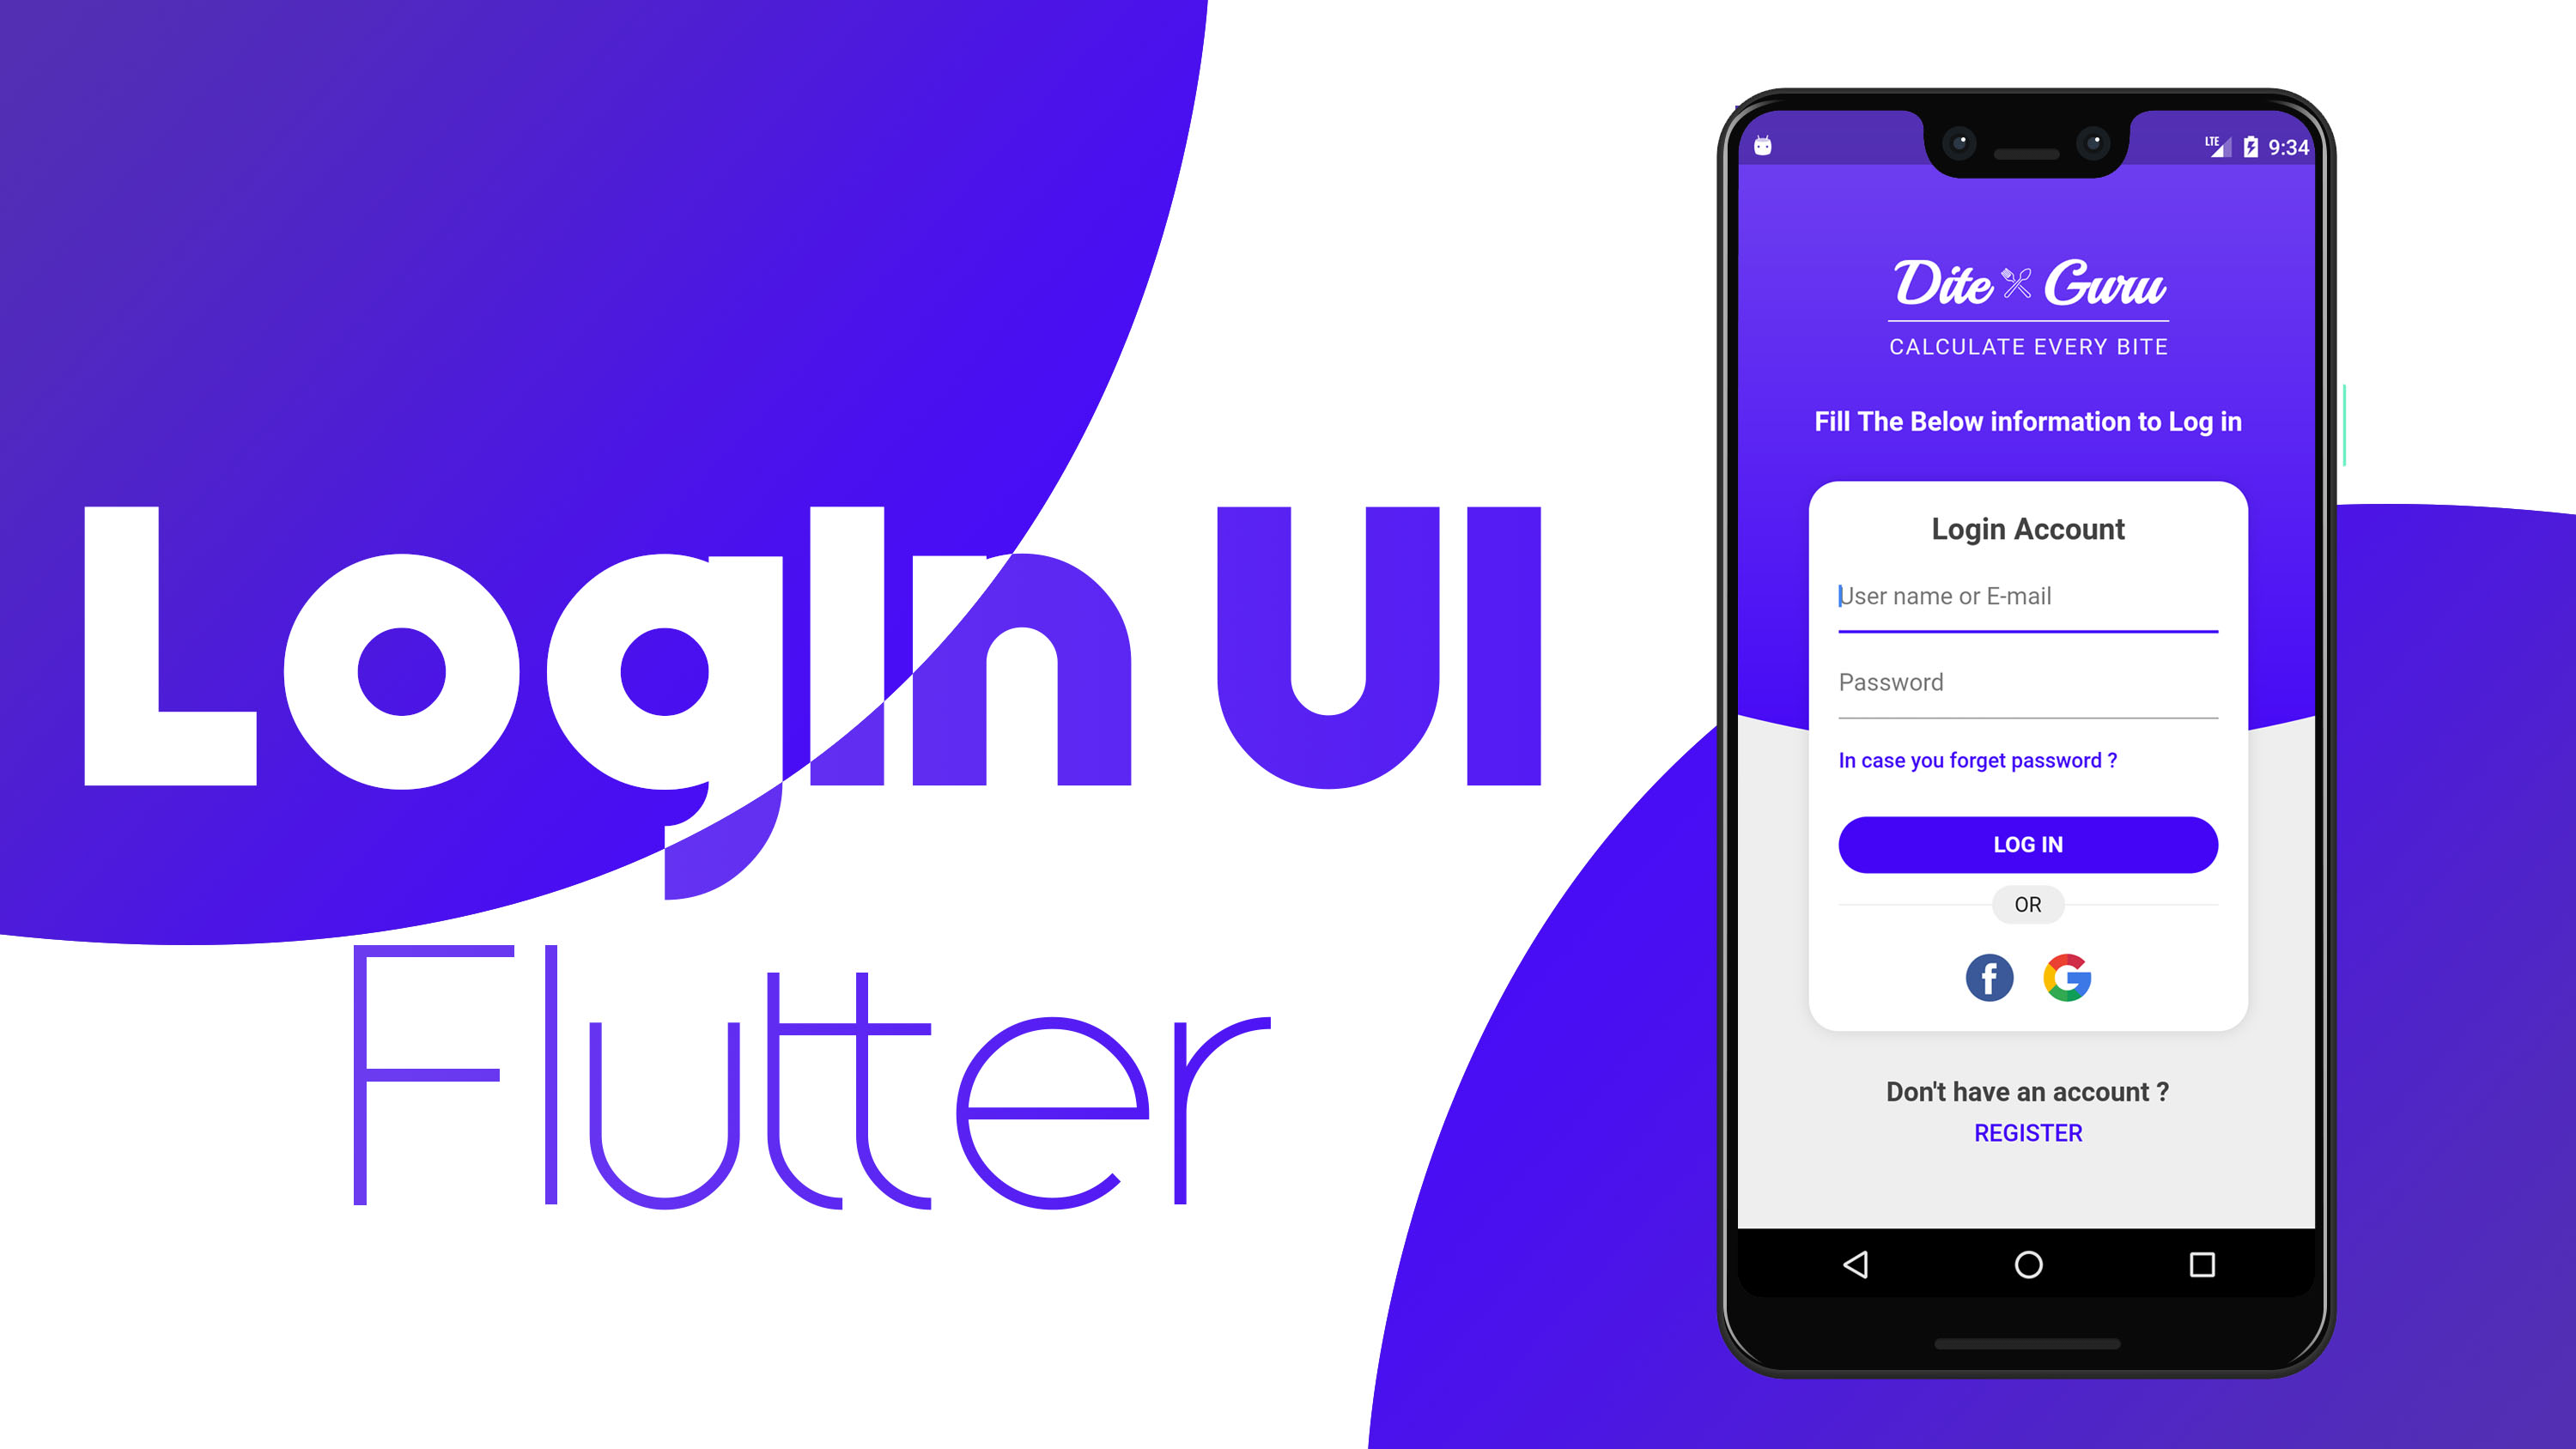 LogIn UI
Flutter
LTE 9:34
Dite Guru
CALCULATE EVERY BITE
Fill The Below information to Log in
Login Account
User name or E-mail
Password
In case you forget password ?
LOG IN
OR
f G
Don't have an account ?
REGISTER